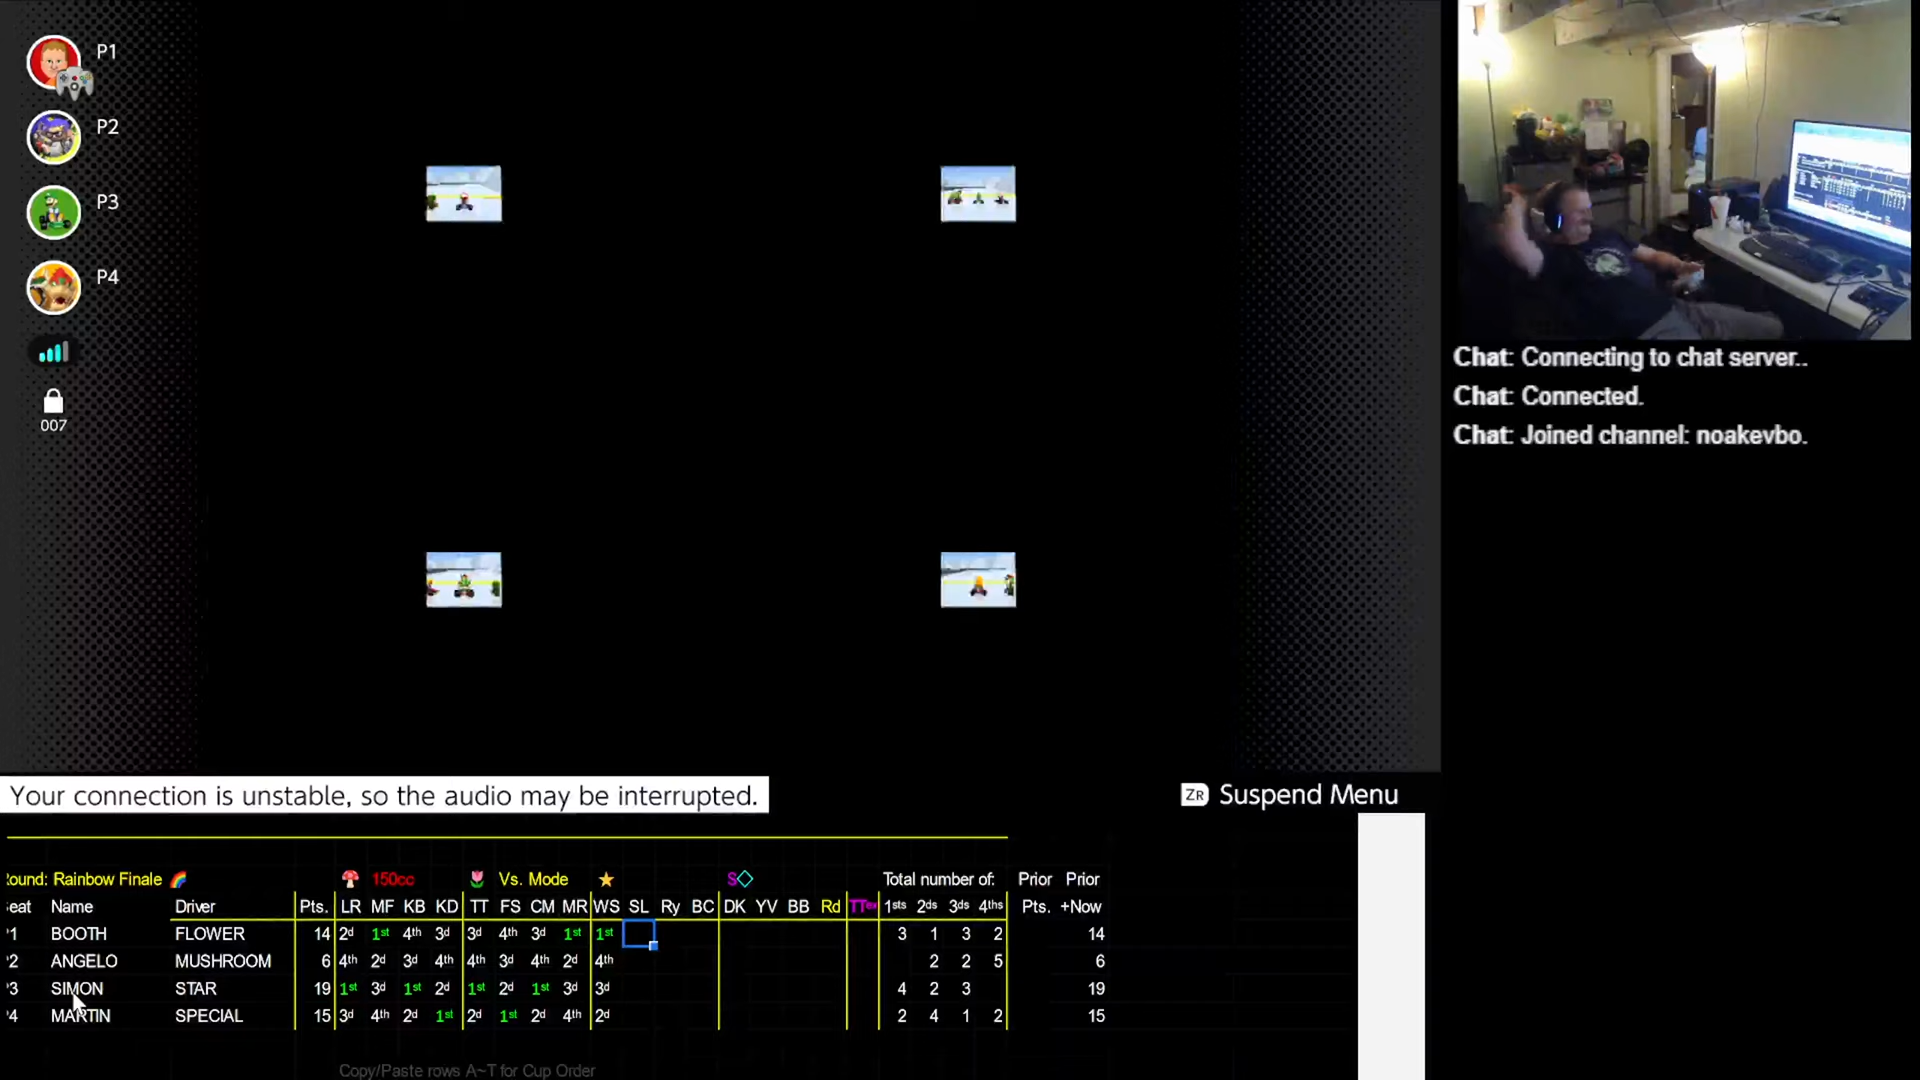 P1
P2
P3
P4
007
Chat: Connecting to chat server..
Chat: Connected.
Chat: Joined channel: noakevbo.
Your connection is unstable, so the audio may be interrupted.
ZR Suspend Menu
Round: Rainbow Finale 150cc Vs. Mode S Total number of: Prior Prior
eat Name Driver Pts. LR MF KB KD TT FS CM MR WS SL Ry BC DK YV BB Rd 1sts 2ds 3ds 4ths Pts. +Now
P1 BOOTH FLOWER 14 2d 1st 4th 3d 3d 4th 3d 1st 1st 3 1 3 2 14
P2 ANGELO MUSHROOM 6 4th 2d 3d 4th 4th 3d 4th 2d 4th 2 2 5 6
P3 SIMON STAR 19 1st 3d 1st 2d 1st 2d 1st 3d 3d 4 2 3 19
P4 MARTIN SPECIAL 15 3d 4th 2d 1st 2d 1st 2d 4th 2d 2 4 1 2 15
Copy/Paste rows A~T for Cup Order